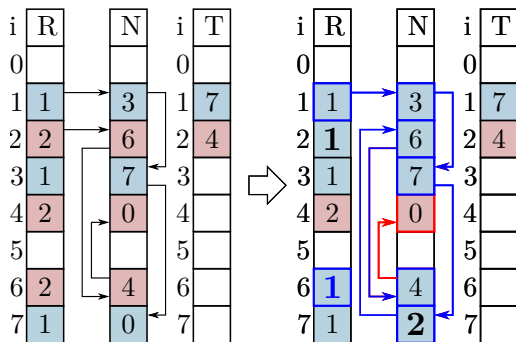 i R N T i R N T
0 0 0 0
1 1 3 1 7 1 1 3 1 7
2 2 6 2 4 2 1 6 2 4
3 1 7 3 3 1 7 3
4 2 0 4 4 2 0 4
5 5 5 5
6 2 4 6 6 1 4 6
7 1 0 7 7 1 2 7